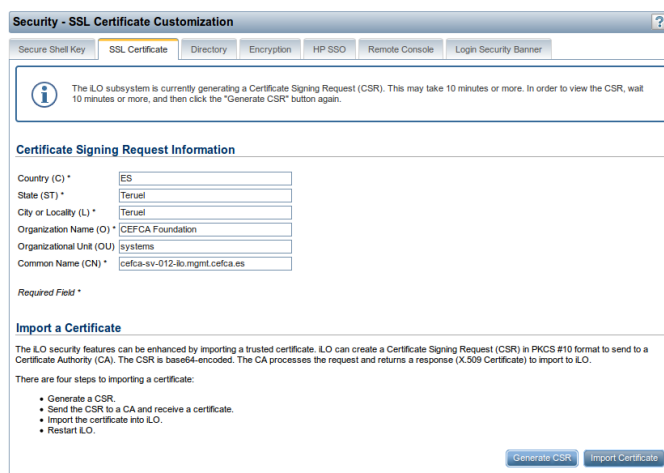 Security - SSL Certificate Customization
?
Secure Shell Key SSL Certificate Directory Encryption HP SSO Remote Console Login Security Banner
i
The iLO subsystem is currently generating a Certificate Signing Request (CSR). This may take 10 minutes or more. In order to view the CSR, wait
10 minutes or more, and then click the "Generate CSR" button again.
Certificate Signing Request Information
Country (C) * ES
State (ST) * Teruel
City or Locality (L) * Teruel
Organization Name (O) * CEFCA Foundation
Organizational Unit (OU) systems
Common Name (CN) * cefca-sv-012-ilo.mgmt.cefca.es
Required Field *
Import a Certificate
The iLO security features can be enhanced by importing a trusted certificate. iLO can create a Certificate Signing Request (CSR) in PKCS #10 format to send to a
Certificate Authority (CA). The CSR is base64-encoded. The CA processes the request and returns a response (X.509 Certificate) to import to iLO.
There are four steps to importing a certificate:
• Generate a CSR.
• Send the CSR to a CA and receive a certificate.
• Import the certificate into iLO.
• Restart iLO.
Generate CSR Import Certificate